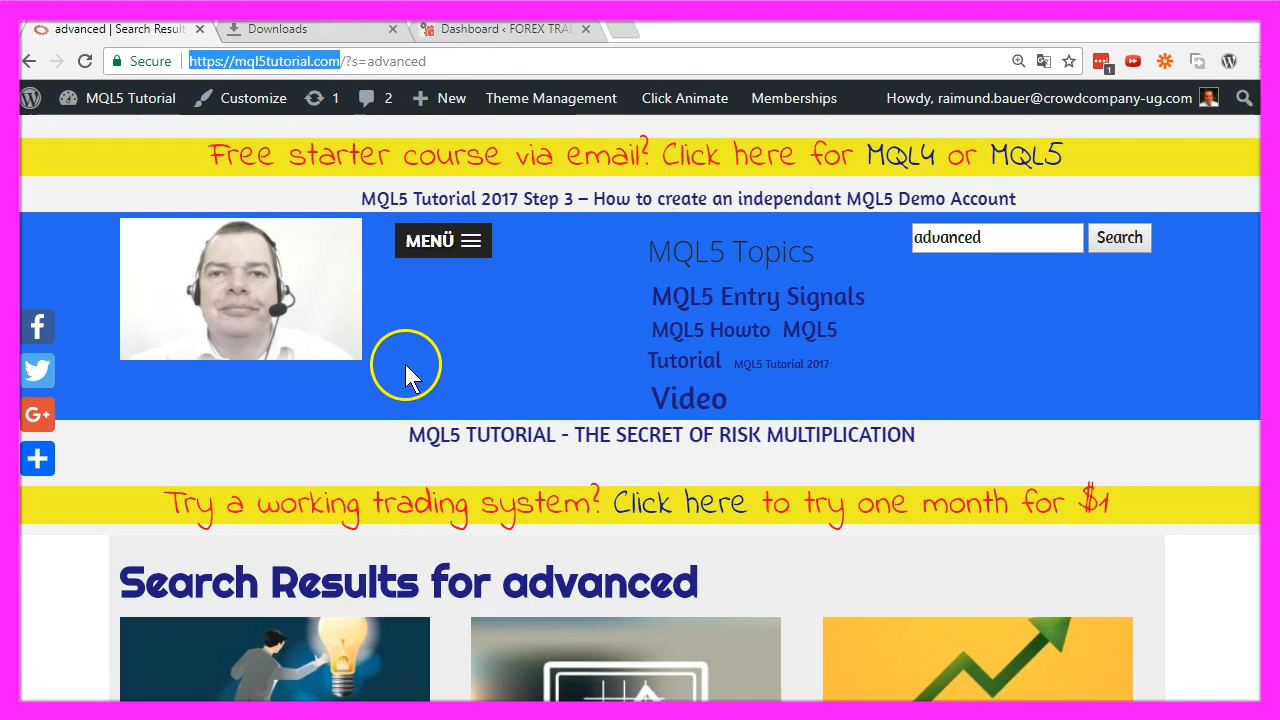 advanced | Search Result
Downloads
Dashboard ‹ FOREX TRA
Secure https://mql5tutorial.com/?s=advanced
1
MQL5 Tutorial Customize 1 2 New Theme Management Click Animate Memberships Howdy, raimund.bauer@crowdcompany-ug.com
Free starter course via email? Click here for MQL4 or MQL5
MQL5 Tutorial 2017 Step 3 – How to create an independant MQL5 Demo Account
MENÜ
MQL5 Topics
advanced Search
MQL5 Entry Signals
MQL5 Howto MQL5
Tutorial MQL5 Tutorial 2017
Video
G+
MQL5 TUTORIAL - THE SECRET OF RISK MULTIPLICATION
Try a working trading system? Click here to try one month for $1
Search Results for advanced